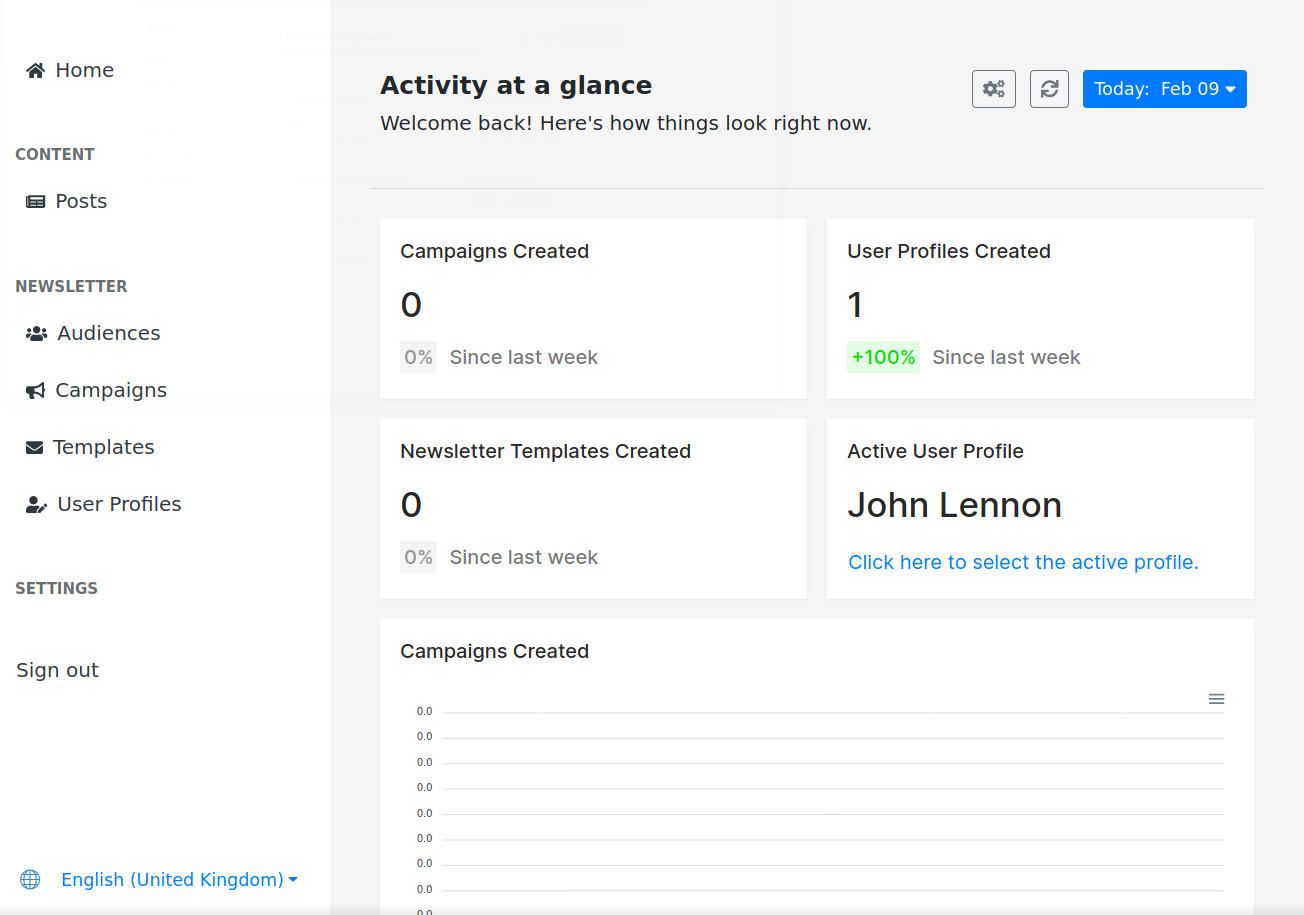 Home
CONTENT
Posts
NEWSLETTER
Audiences
Campaigns
Templates
User Profiles
SETTINGS
Sign out
English (United Kingdom)
Activity at a glance
Welcome back! Here's how things look right now.
Today: Feb 09
Campaigns Created
0
0% Since last week
User Profiles Created
1
+100% Since last week
Newsletter Templates Created
0
0% Since last week
Active User Profile
John Lennon
Click here to select the active profile.
Campaigns Created
0.0
0.0
0.0
0.0
0.0
0.0
0.0
0.0
0.0